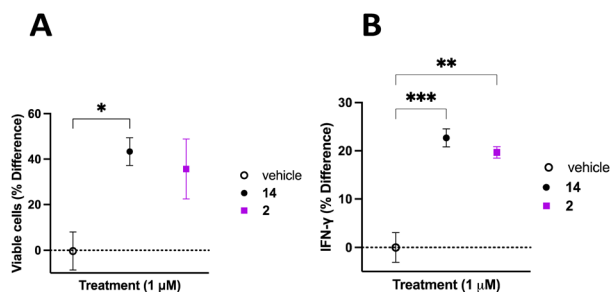 A
*
Viable cells (% Difference)
60
40
20
0
vehicle
14
2
Treatment (1 µM)
B
**
***
IFN-γ (% Difference)
30
20
10
0
vehicle
14
2
Treatment (1 µM)